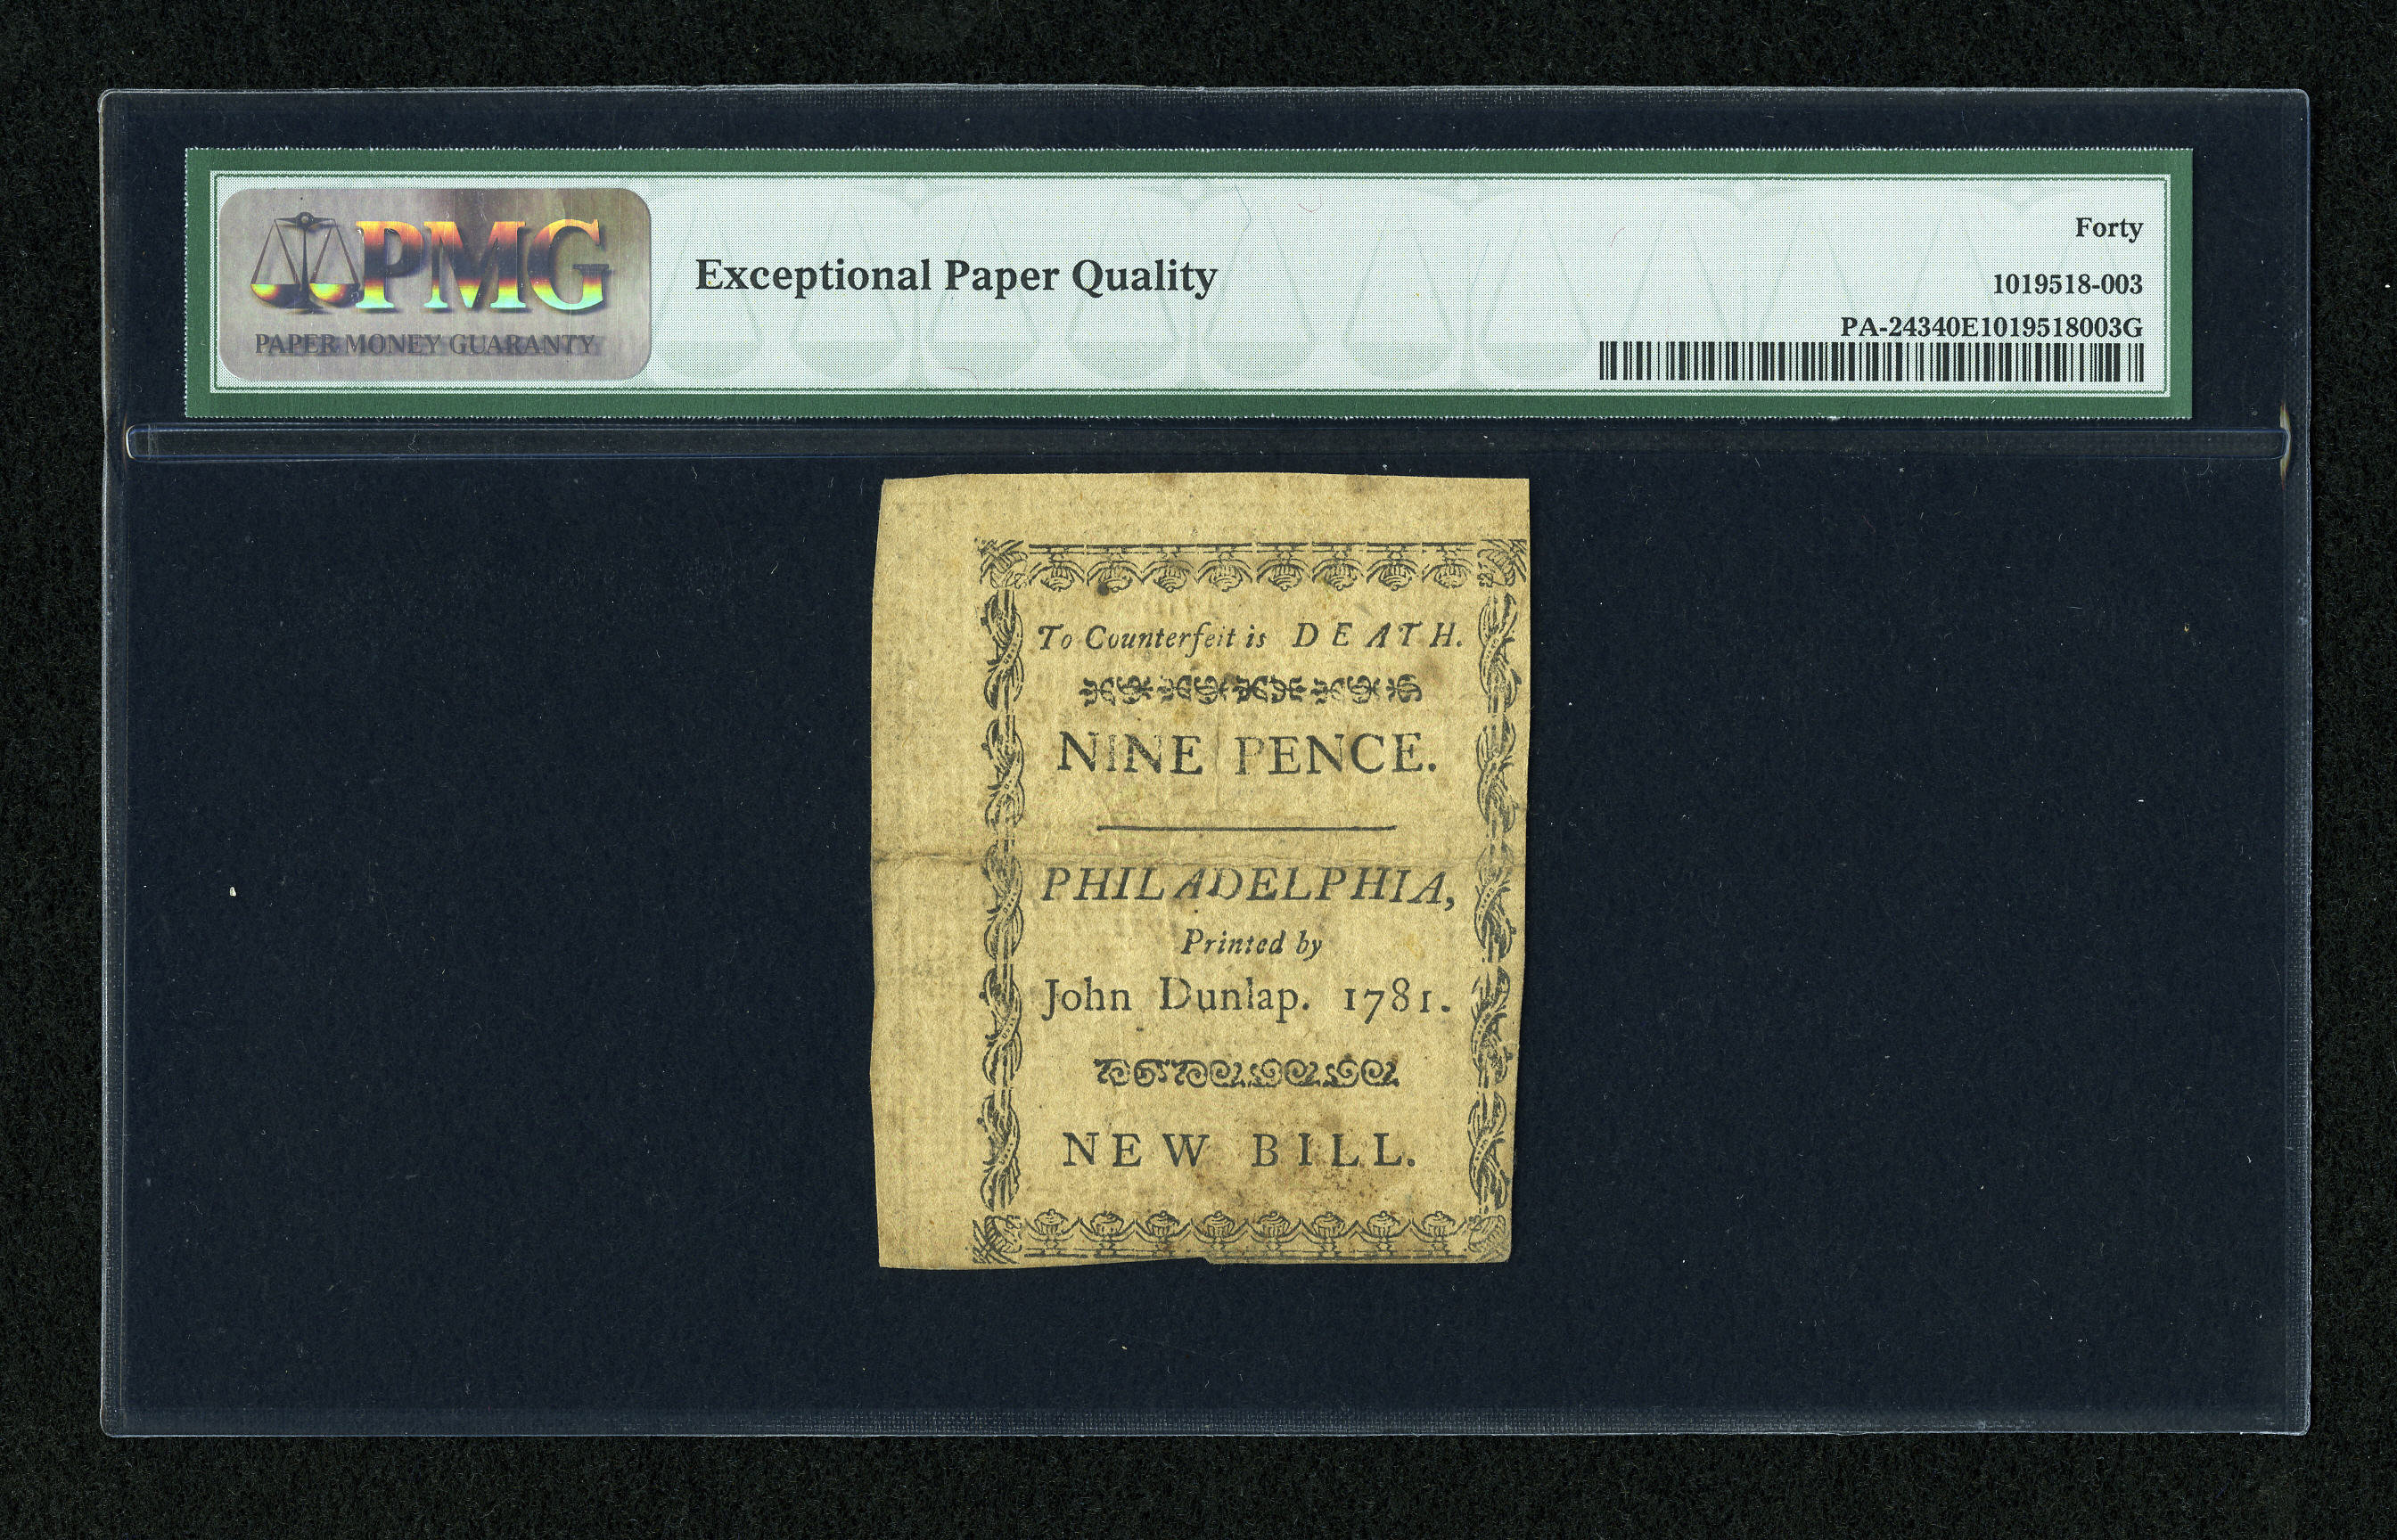 PMG
PAPER MONEY GUARANTY
Exceptional Paper Quality
Forty
1019518-003
PA-24340E1019518003G
To Counterfeit is DEATH.
NINE PENCE.
PHILADELPHIA,
Printed by
John Dunlap. 1781.
NEW BILL.